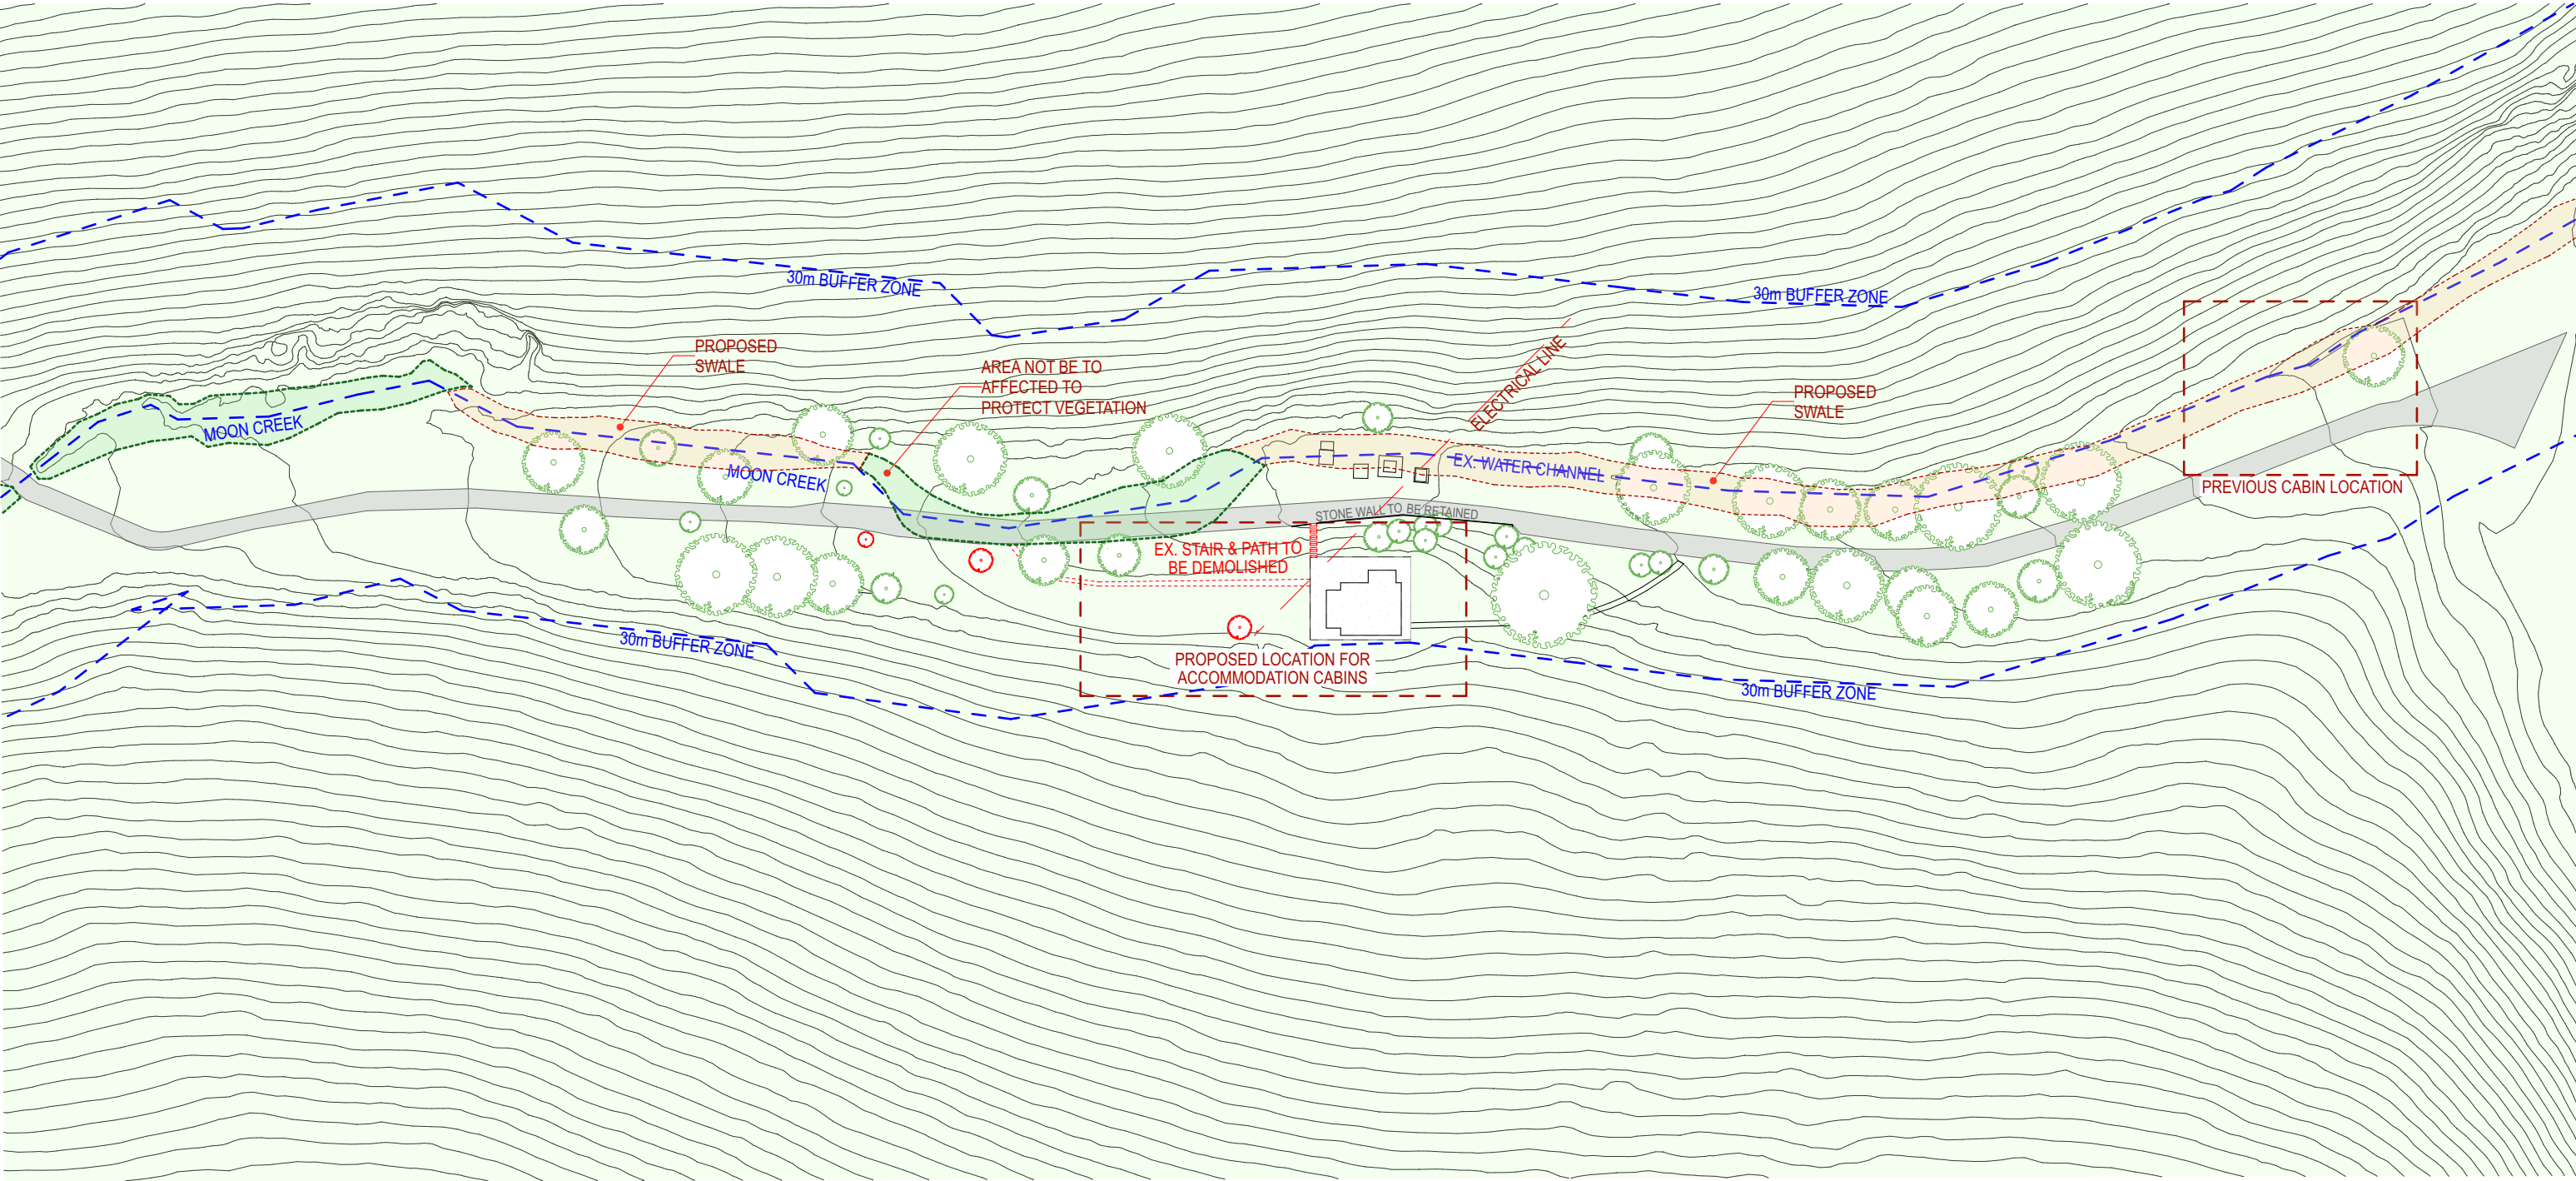 30m BUFFER ZONE
30m BUFFER ZONE
PROPOSED
SWALE
AREA NOT BE TO
AFFECTED TO
PROTECT VEGETATION
ELECTRICAL LINE
PROPOSED
SWALE
MOON CREEK
MOON CREEK
EX. WATER CHANNEL
PREVIOUS CABIN LOCATION
STONE WALL TO BE RETAINED
EX. STAIR & PATH TO
BE DEMOLISHED
30m BUFFER ZONE
PROPOSED LOCATION FOR
ACCOMMODATION CABINS
30m BUFFER ZONE